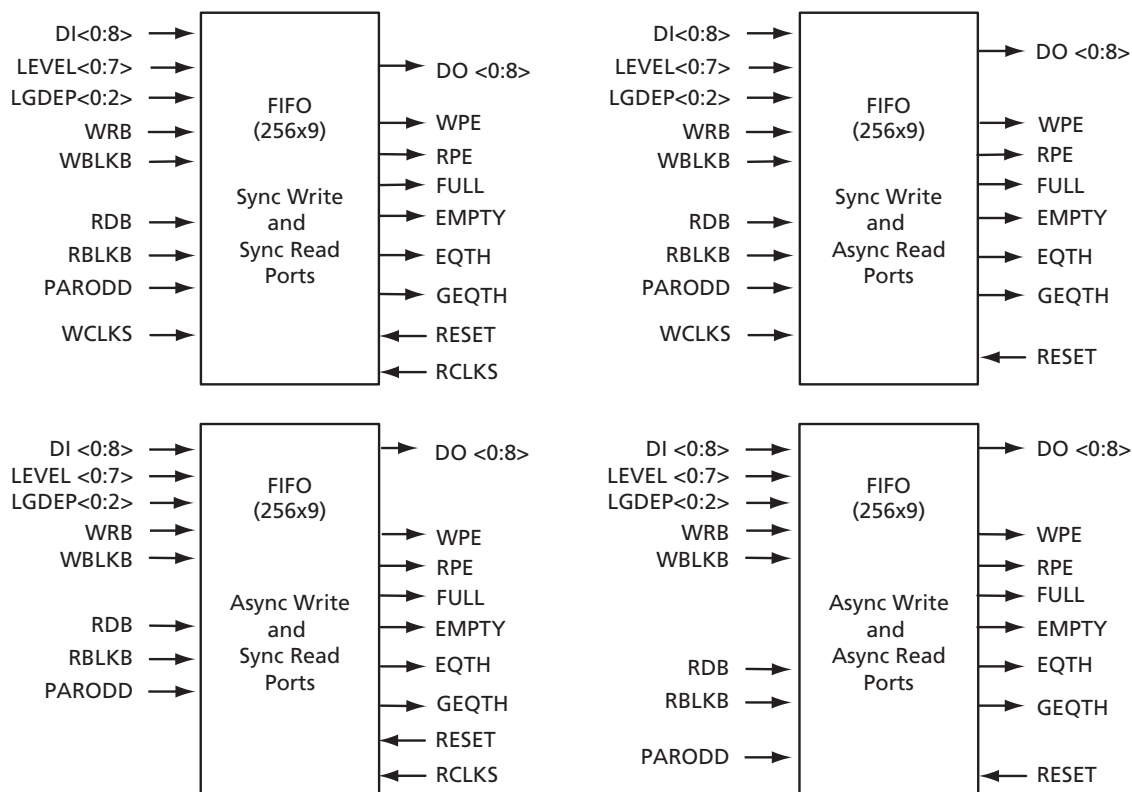 DI<0:8>
LEVEL<0:7>
LGDEP<0:2>
WRB
WBLKB
RDB
RBLKB
PARODD
WCLKS
FIFO
(256x9)
Sync Write
and
Sync Read
Ports
DO <0:8>
WPE
RPE
FULL
EMPTY
EQTH
GEQTH
RESET
RCLKS
DI<0:8>
LEVEL<0:7>
LGDEP<0:2>
WRB
WBLKB
RDB
RBLKB
PARODD
WCLKS
FIFO
(256x9)
Sync Write
and
Async Read
Ports
DO <0:8>
WPE
RPE
FULL
EMPTY
EQTH
GEQTH
RESET
DI <0:8>
LEVEL <0:7>
LGDEP<0:2>
WRB
WBLKB
RDB
RBLKB
PARODD
FIFO
(256x9)
Async Write
and
Sync Read
Ports
DO <0:8>
WPE
RPE
FULL
EMPTY
EQTH
GEQTH
RESET
RCLKS
DI <0:8>
LEVEL <0:7>
LGDEP<0:2>
WRB
WBLKB
RDB
RBLKB
PARODD
FIFO
(256x9)
Async Write
and
Async Read
Ports
DO <0:8>
WPE
RPE
FULL
EMPTY
EQTH
GEQTH
RESET